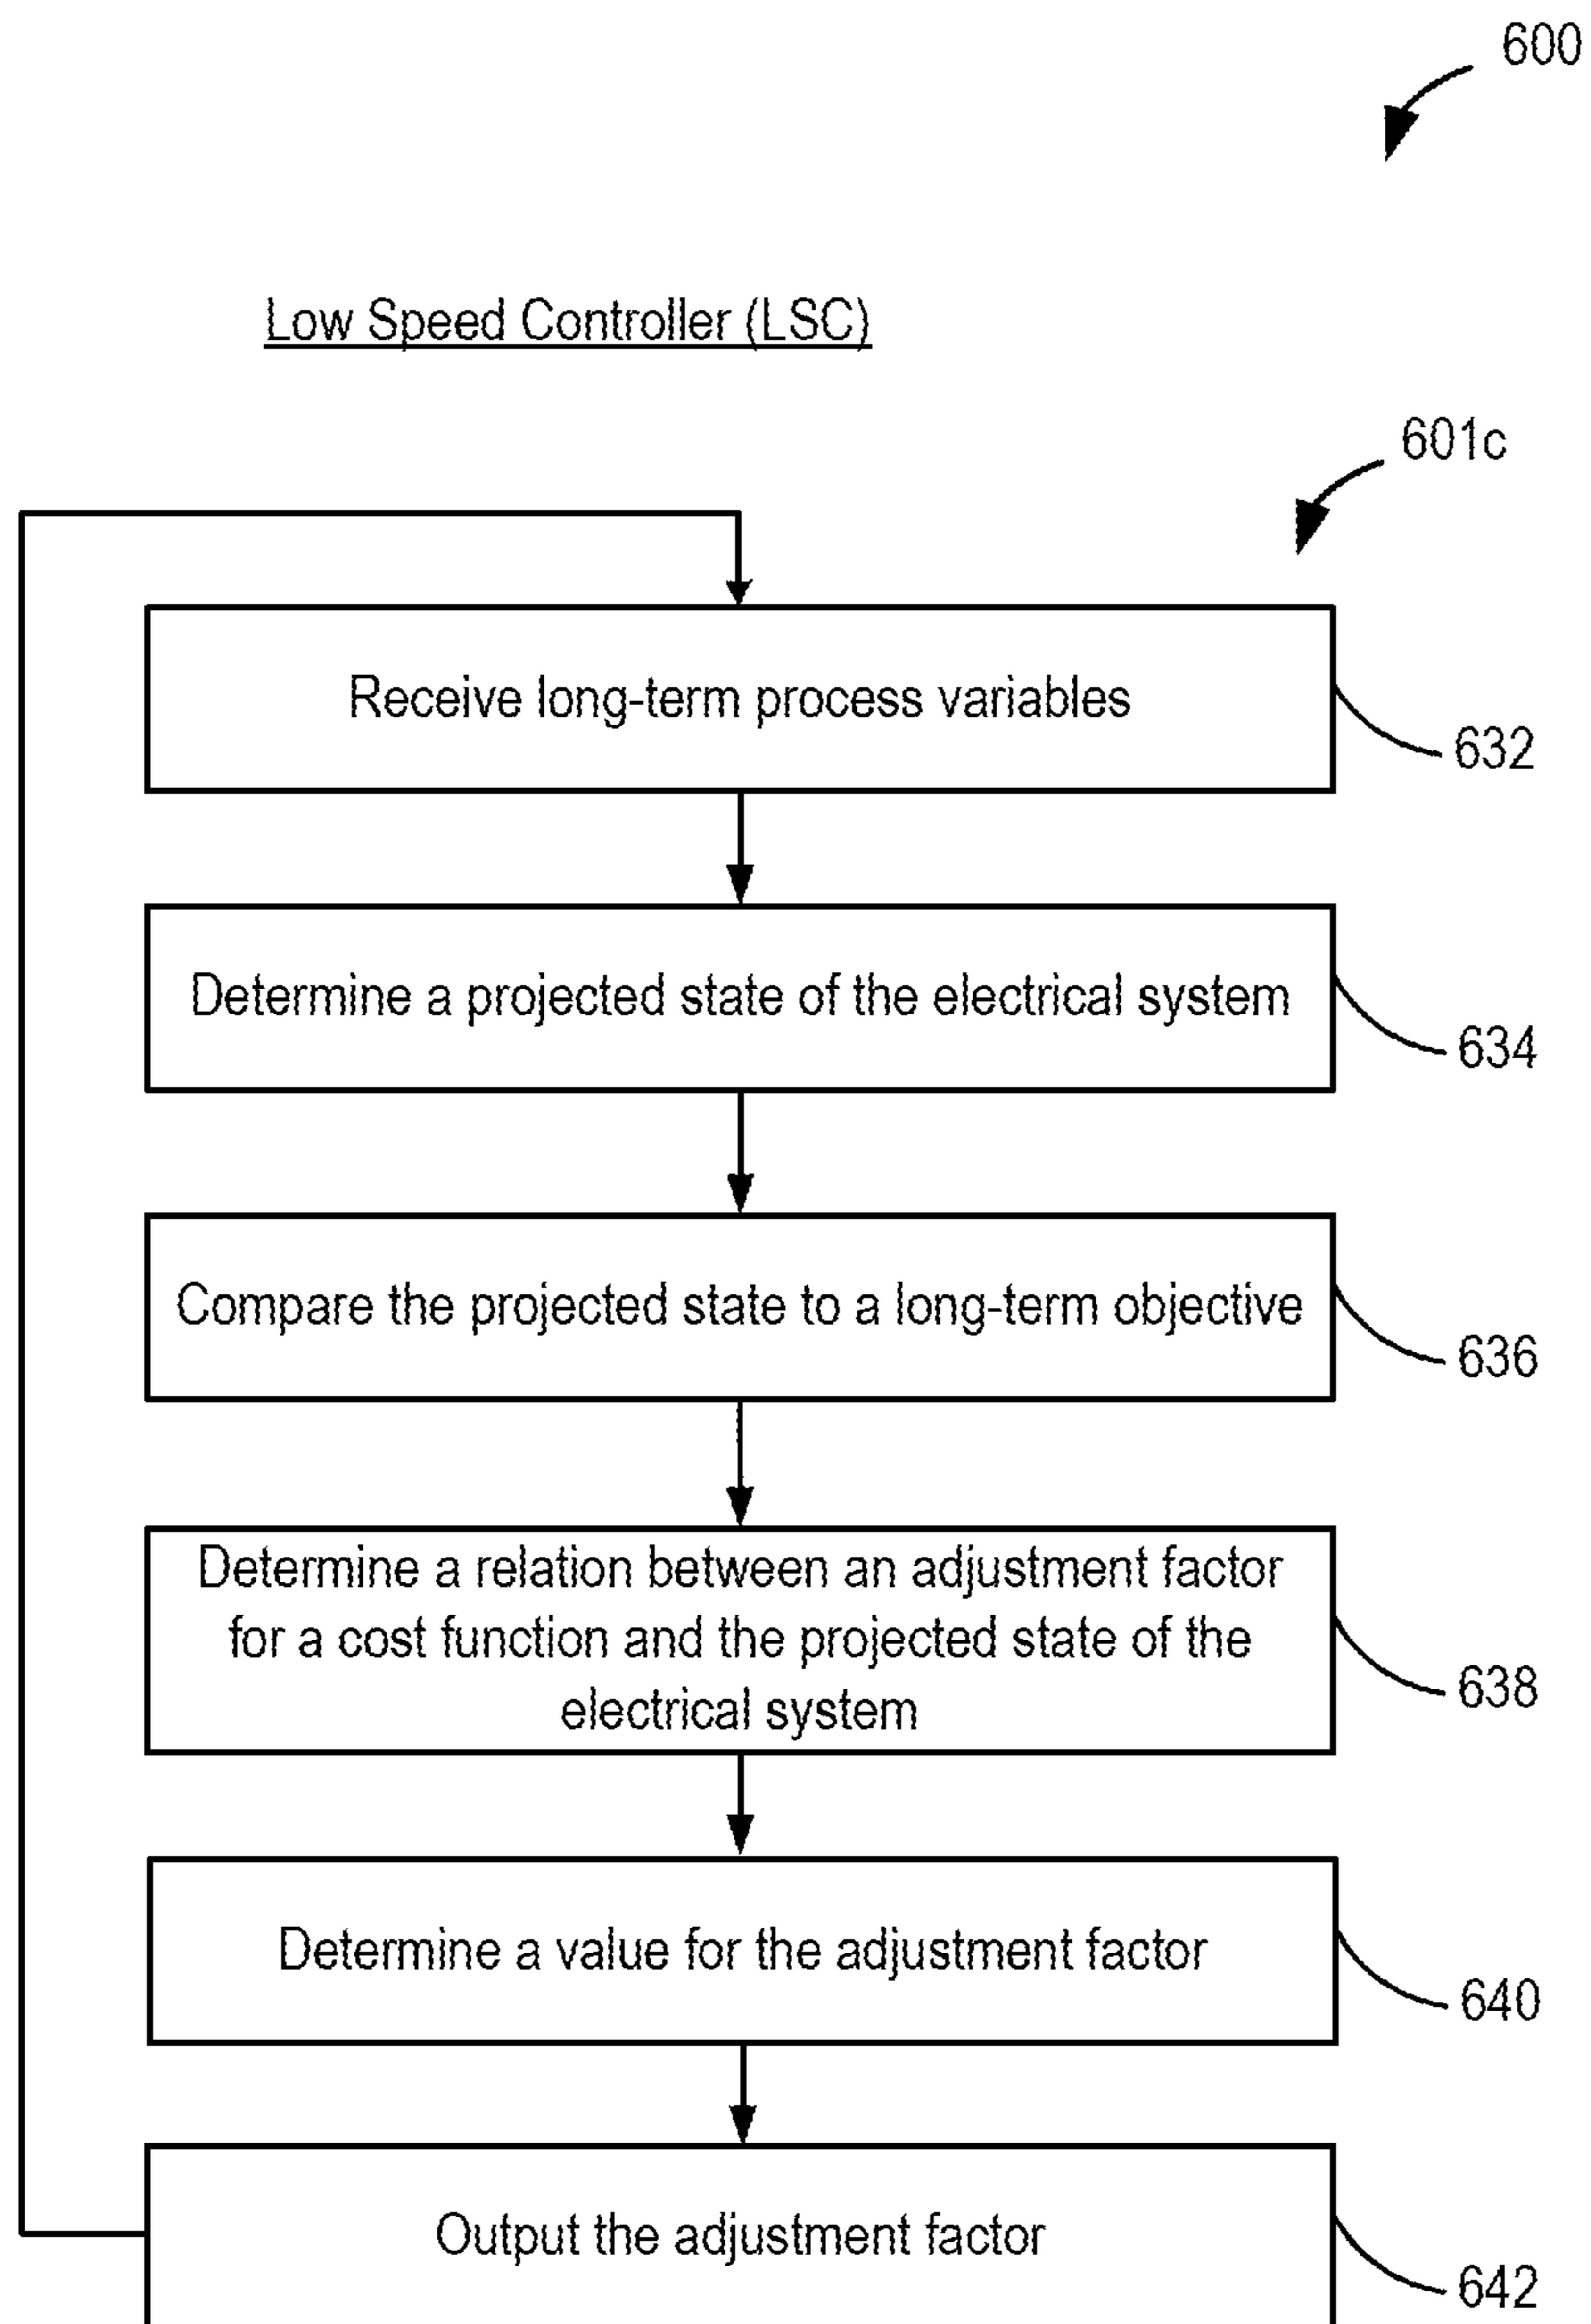 600
Low Speed Controller (LSC)
601c
Receive long-term process variables
632
Determine a projected state of the electrical system
634
Compare the projected state to a long-term objective
636
Determine a relation between an adjustment factor
for a cost function and the projected state of the
electrical system
638
Determine a value for the adjustment factor
640
Output the adjustment factor
642